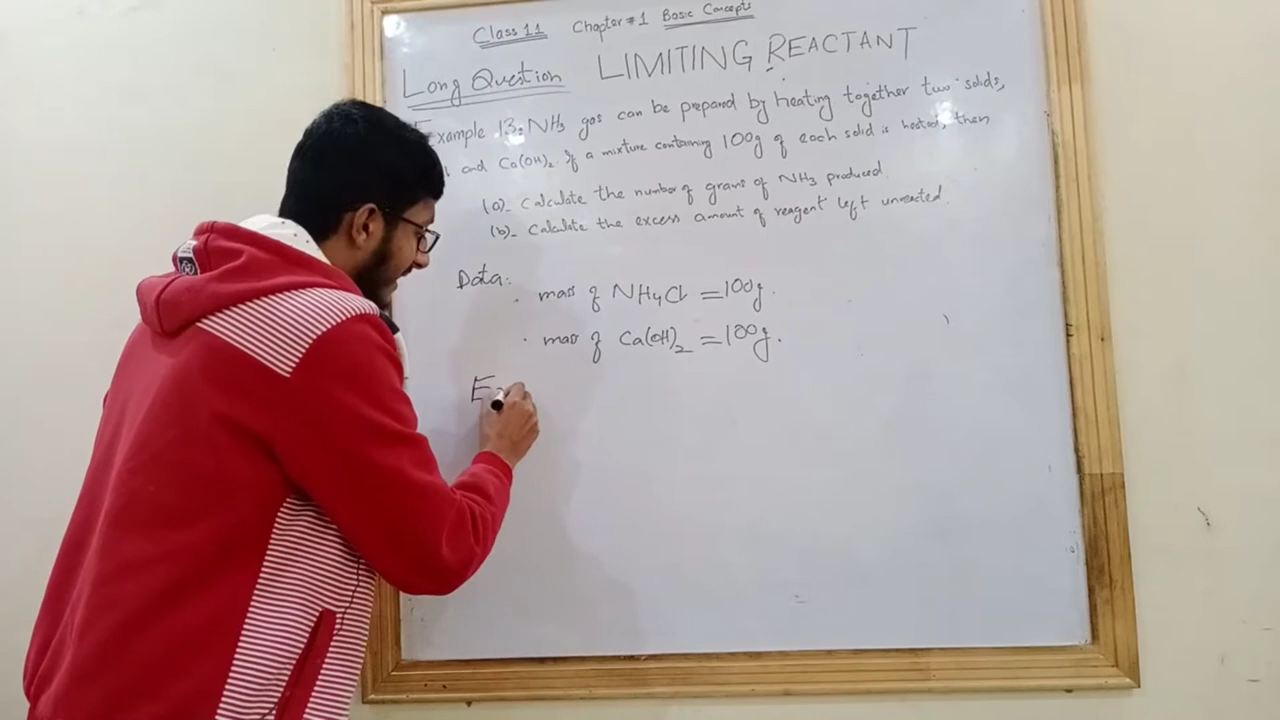 Class 11 Chapter #1 Basic Concepts
Long Question LIMITING REACTANT
Example 13: NH3 gas can be prepared by heating together two solids,
and Ca(OH)2. If a mixture containing 100g of each solid is heated, then
(a)_ Calculate the number of grams of NH3 produced.
(b)_ Calculate the excess amount of reagent left unreacted.
Data:
. mass of NH4Cl = 100g.
. mass of Ca(OH)2 = 100g.